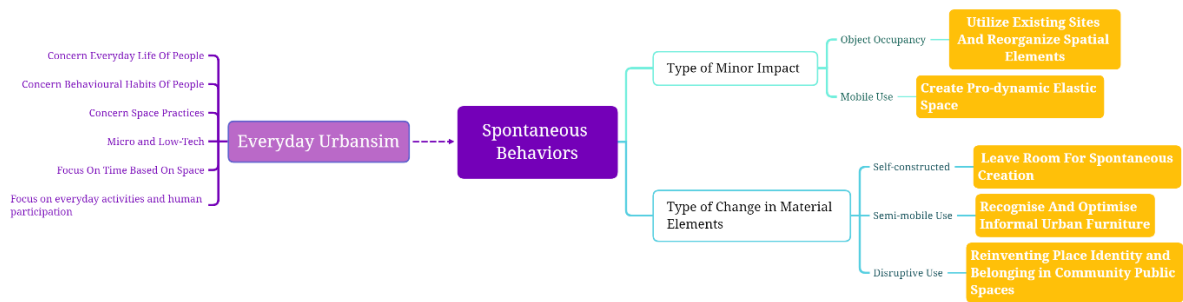 Concern Everyday Life Of People
Concern Behavioural Habits Of People
Concern Space Practices
Micro and Low-Tech
Focus On Time Based On Space
Focus on everyday activities and human
participation
Everyday Urbansim
Spontaneous
Behaviors
Type of Minor Impact
Object Occupancy
Utilize Existing Sites
And Reorganize Spatial
Elements
Mobile Use
Create Pro-dynamic Elastic
Space
Type of Change in Material
Elements
Self-constructed
Leave Room For Spontaneous
Creation
Semi-mobile Use
Recognise And Optimise
Informal Urban Furniture
Disruptive Use
Reinventing Place Identity and
Belonging in Community Public
Spaces